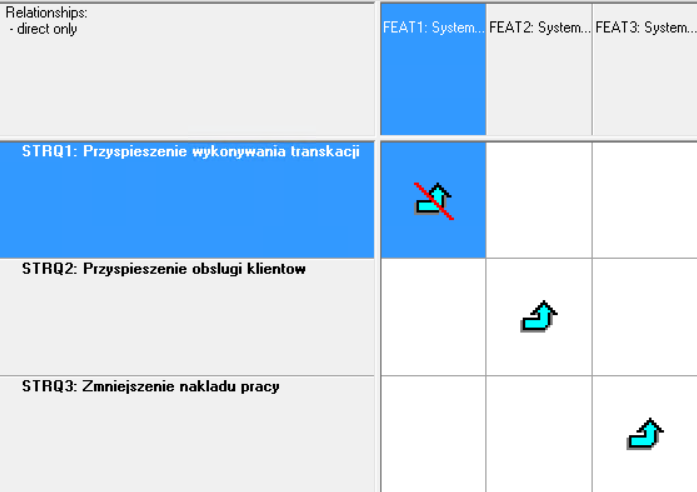 Relationships:
- direct only
FEAT1: System...
FEAT2: System...
FEAT3: System...
STRQ1: Przyspieszenie wykonywania transkacji
STRQ2: Przyspieszenie obslugi klientow
STRQ3: Zmniejszenie nakladu pracy